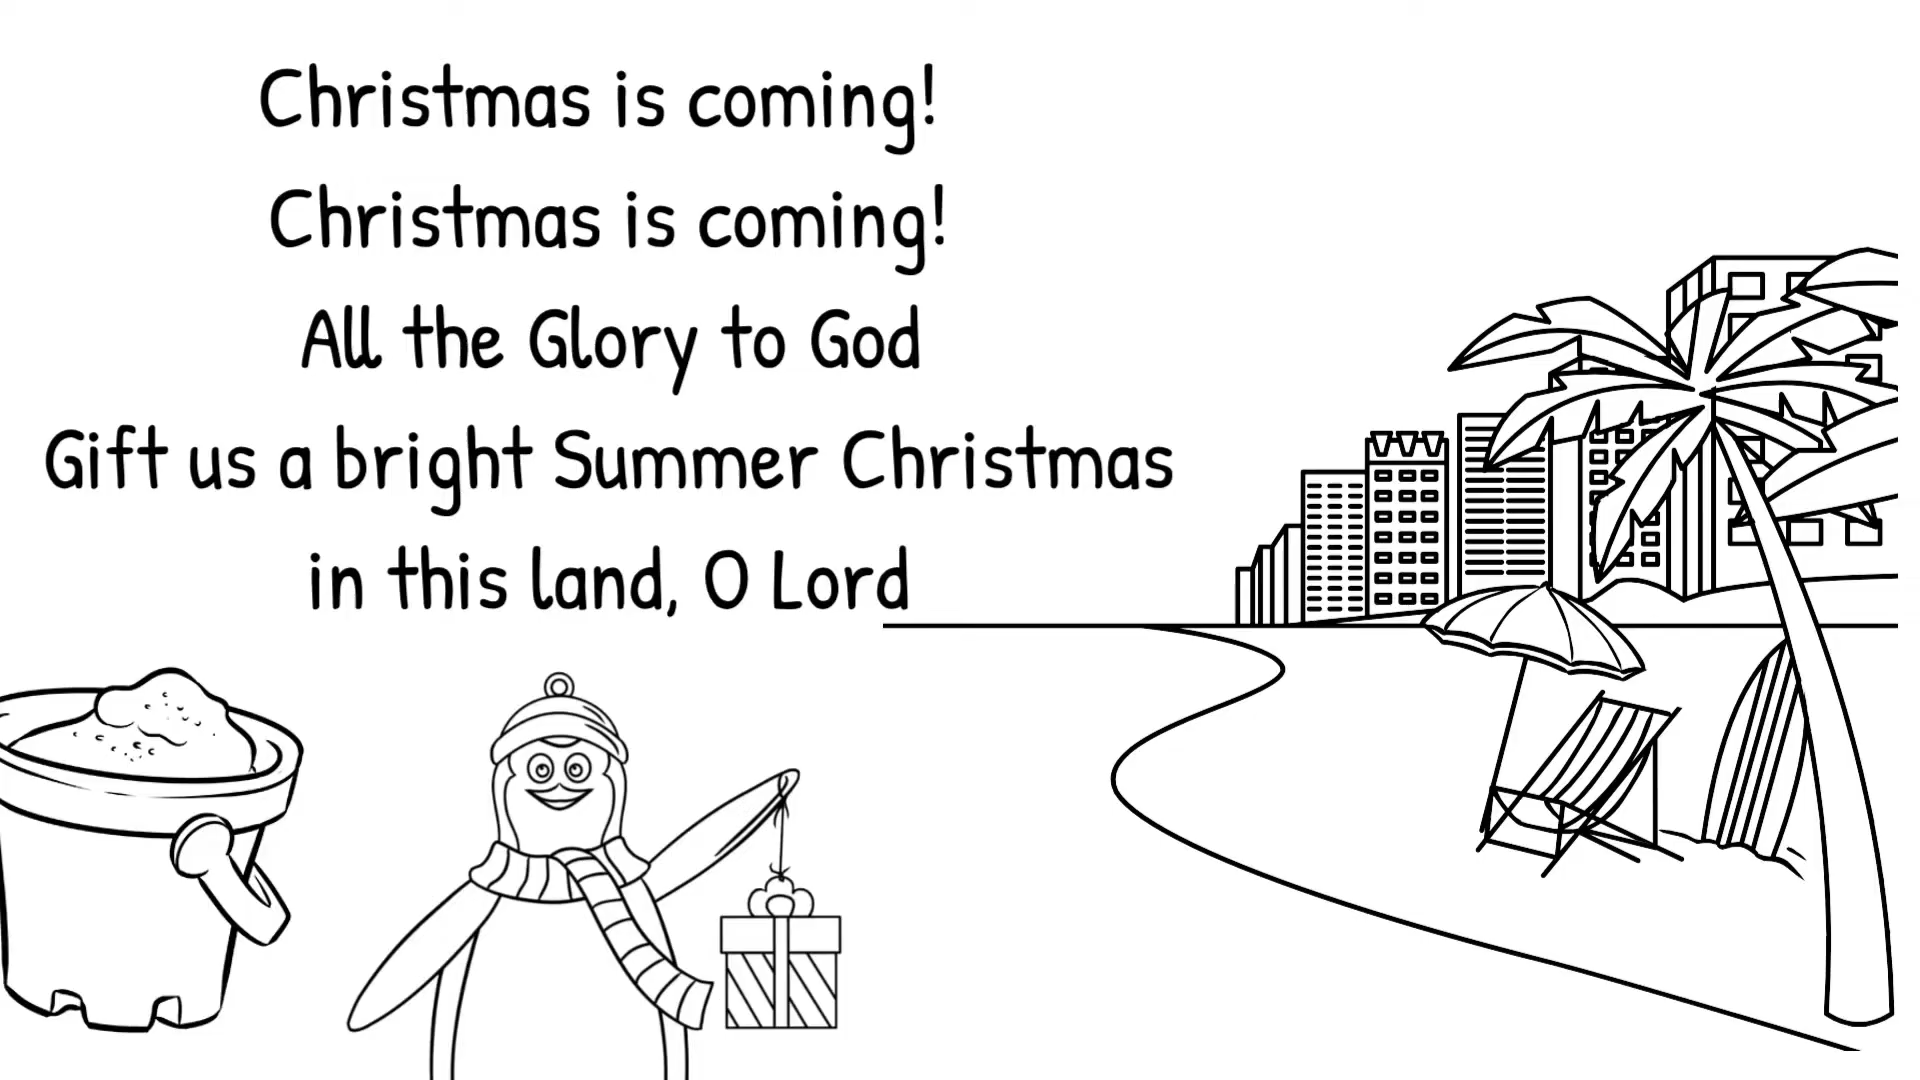 Christmas is coming!
Christmas is coming!
All the Glory to God
Gift us a bright Summer Christmas
in this land, O Lord